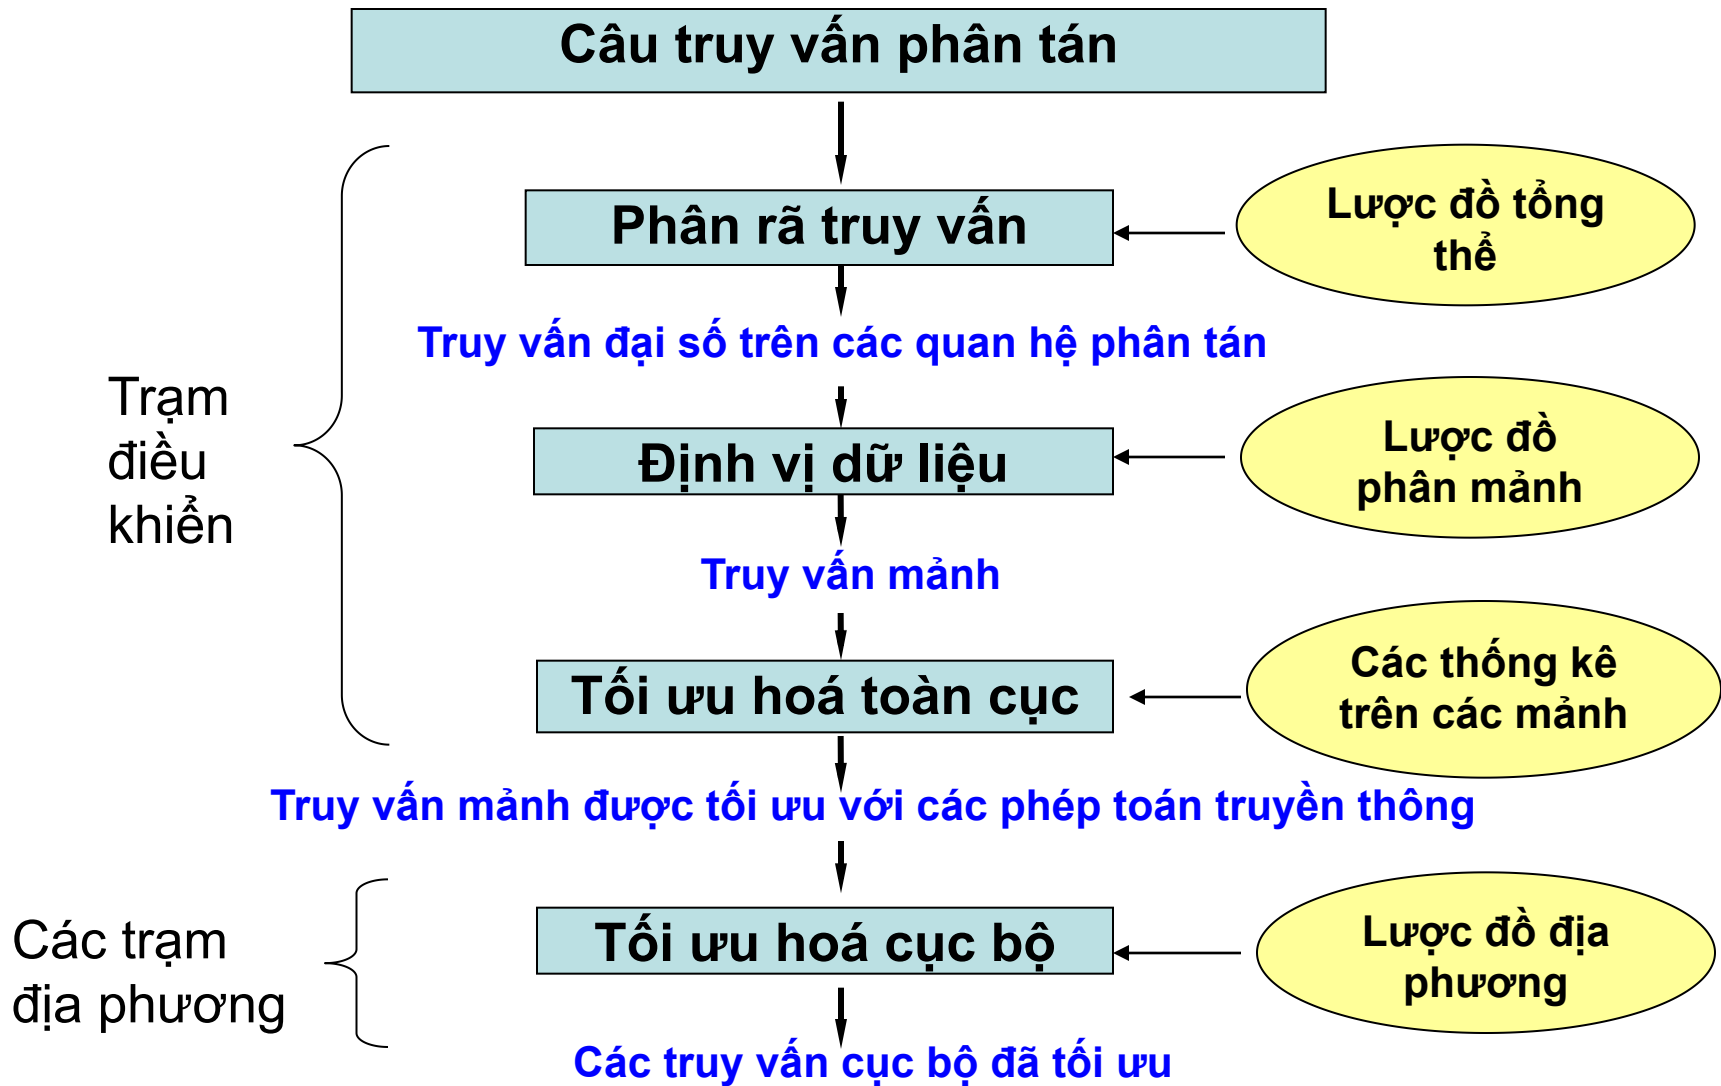 Câu truy vấn phân tán
Phân rã truy vấn
Lược đồ tổng
thể
Truy vấn đại số trên các quan hệ phân tán
Trạm
điều
khiển
Định vị dữ liệu
Lược đồ
phân mảnh
Truy vấn mảnh
Tối ưu hoá toàn cục
Các thống kê
trên các mảnh
Truy vấn mảnh được tối ưu với các phép toán truyền thông
Các trạm
địa phương
Tối ưu hoá cục bộ
Lược đồ địa
phương
Các truy vấn cục bộ đã tối ưu